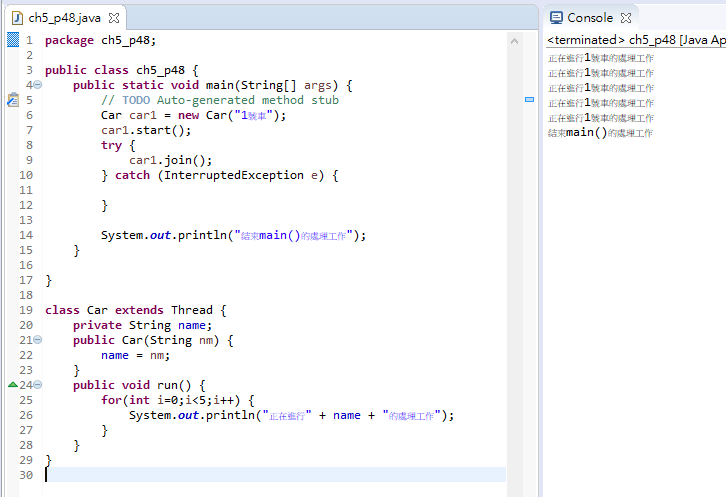 ch5_p48.java
1 package ch5_p48;
2
3 public class ch5_p48 {
4 public static void main(String[] args) {
5 // TODO Auto-generated method stub
6 Car car1 = new Car("1號車");
7 car1.start();
8 try {
9 car1.join();
10 } catch (InterruptedException e) {
11
12 }
13
14 System.out.println("結束main()的處理工作");
15 }
16
17 }
18
19 class Car extends Thread {
20 private String name;
21 public Car(String nm) {
22 name = nm;
23 }
24 public void run() {
25 for(int i=0;i<5;i++) {
26 System.out.println("正在進行" + name + "的處理工作");
27 }
28 }
29 }
30
Console
<terminated> ch5_p48 [Java Ap
正在進行1號車的處理工作
正在進行1號車的處理工作
正在進行1號車的處理工作
正在進行1號車的處理工作
正在進行1號車的處理工作
結束main()的處理工作